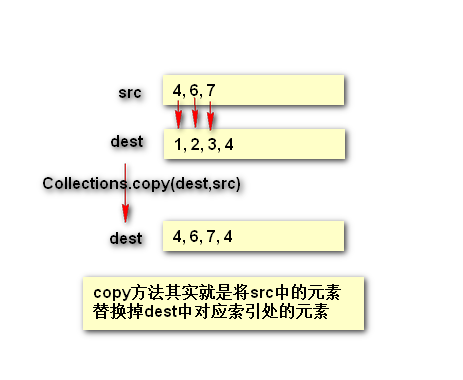 src 4, 6, 7
dest 1, 2, 3, 4
Collections.copy(dest,src)
dest 4, 6, 7, 4
copy方法其实就是将src中的元素
替换掉dest中对应索引处的元素